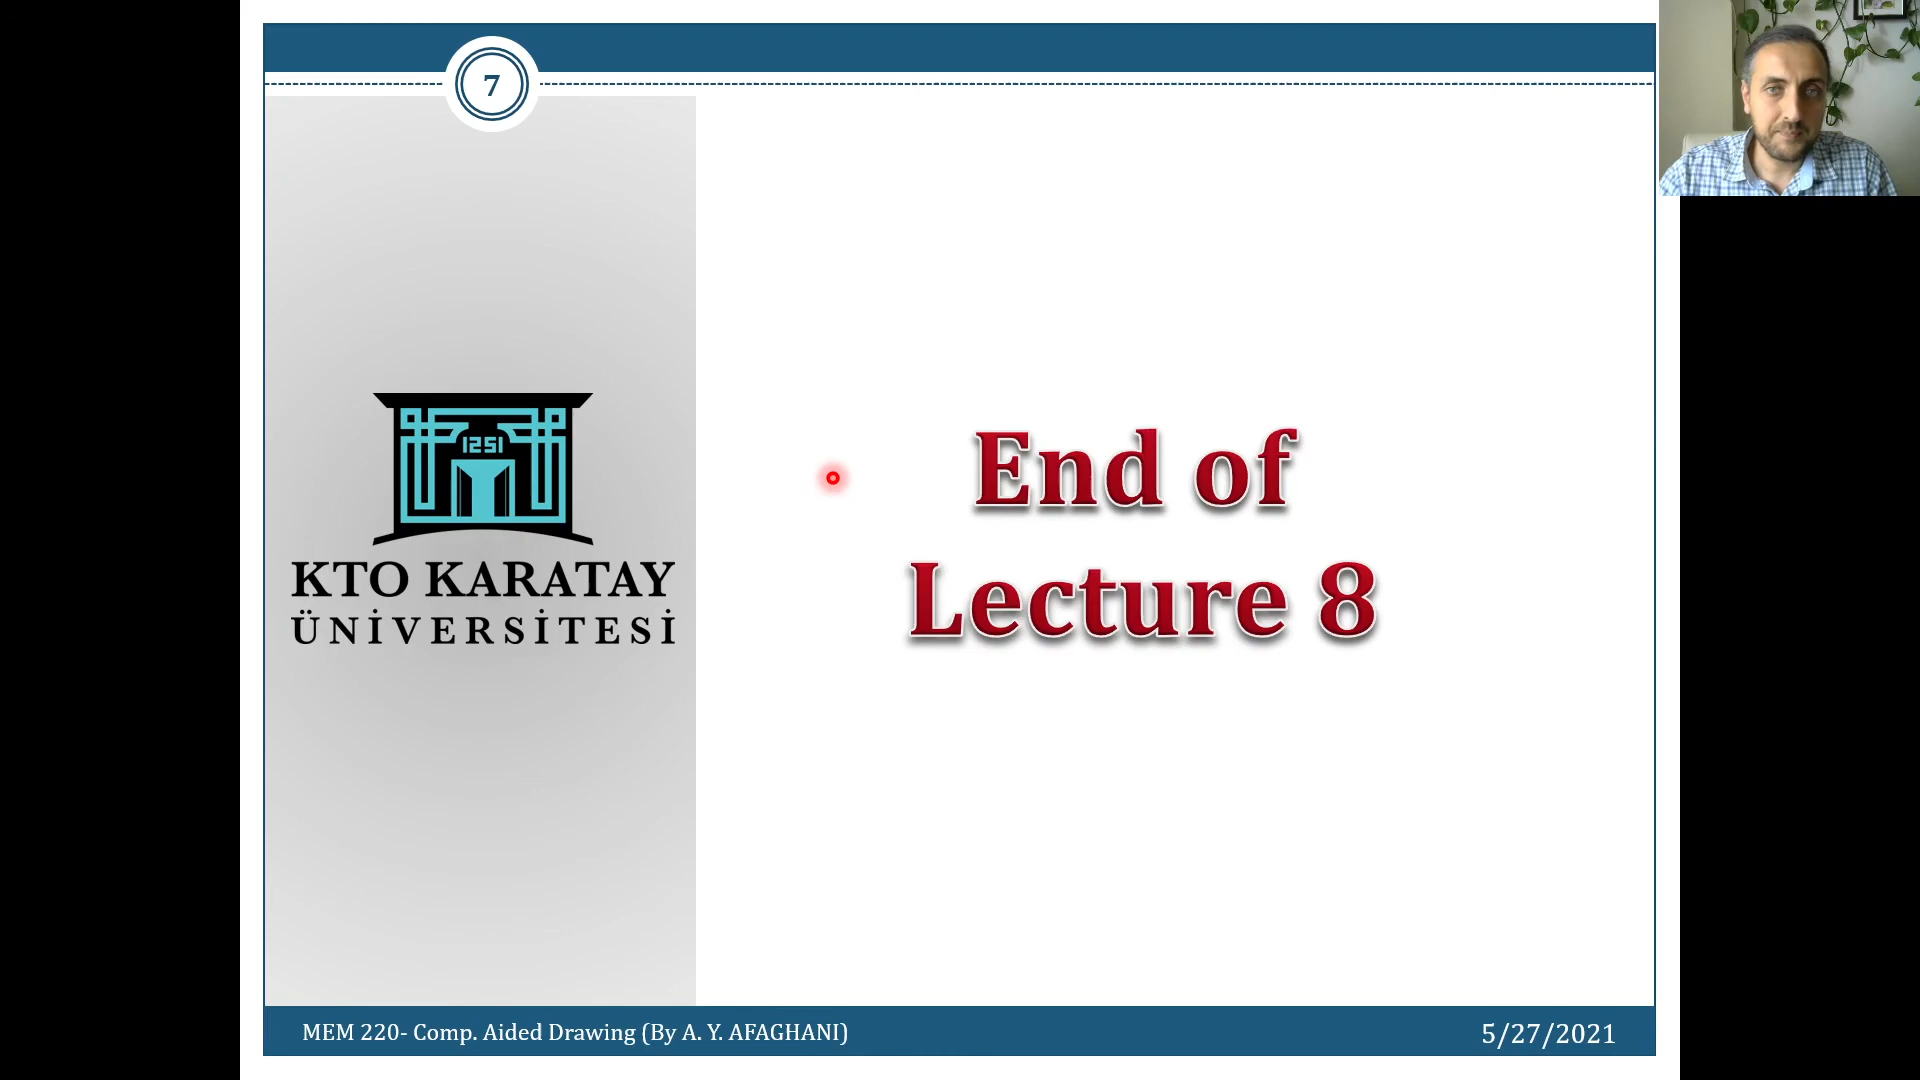 7
1251
KTO KARATAY
ÜNİVERSİTESİ
End of
Lecture 8
MEM 220- Comp. Aided Drawing (By A. Y. AFAGHANI)
5/27/2021